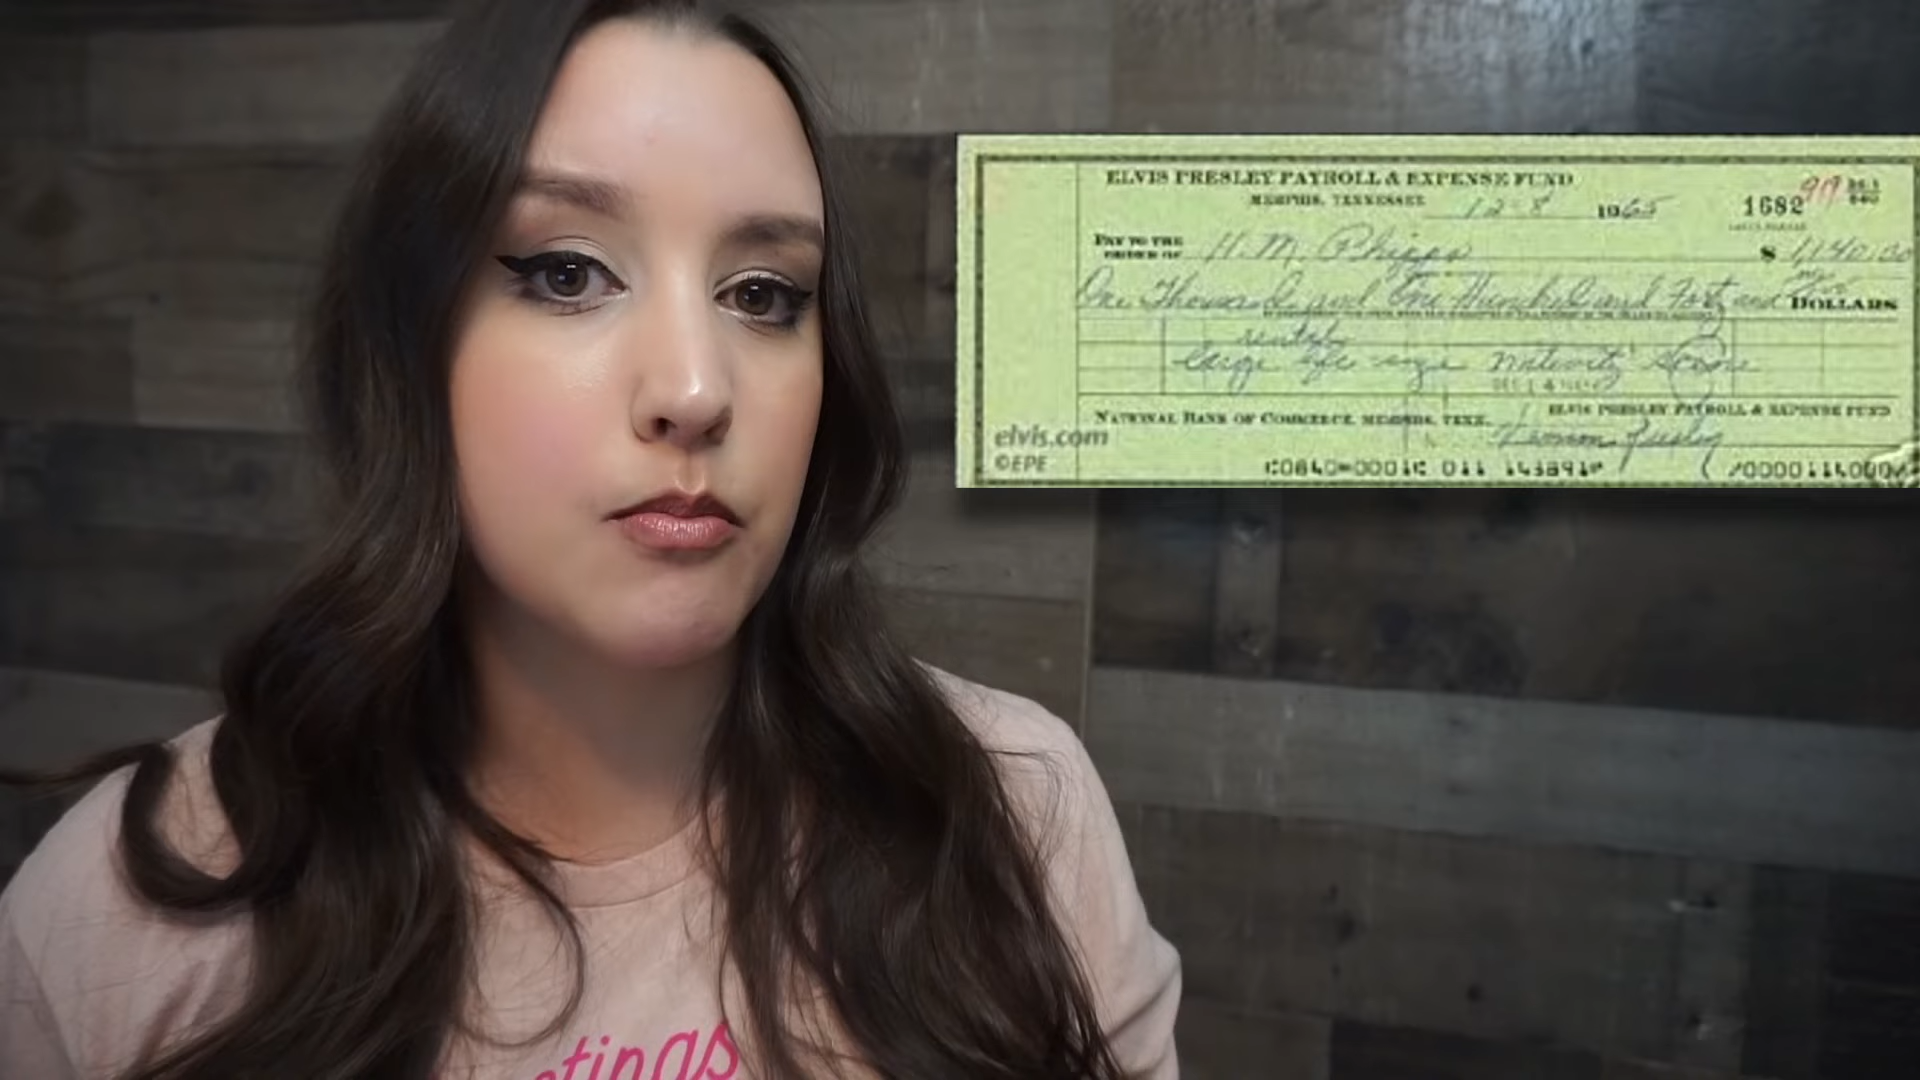 ELVIS PRESLEY PAYROLL & EXPENSE FUND
MEMPHIS, TENNESSEE 12-8 1965 1682
PAY TO THE ORDER OF H. M. Phipps $ 1,140.00
One Thousand and One Hundred and Forty and DOLLARS
rental
large life size Nativity Scene
NATIONAL BANK OF COMMERCE, MEMPHIS, TENN.
ELVIS PRESLEY PAYROLL & EXPENSE FUND
Vernon Presley
elvis.com
©EPE
etings